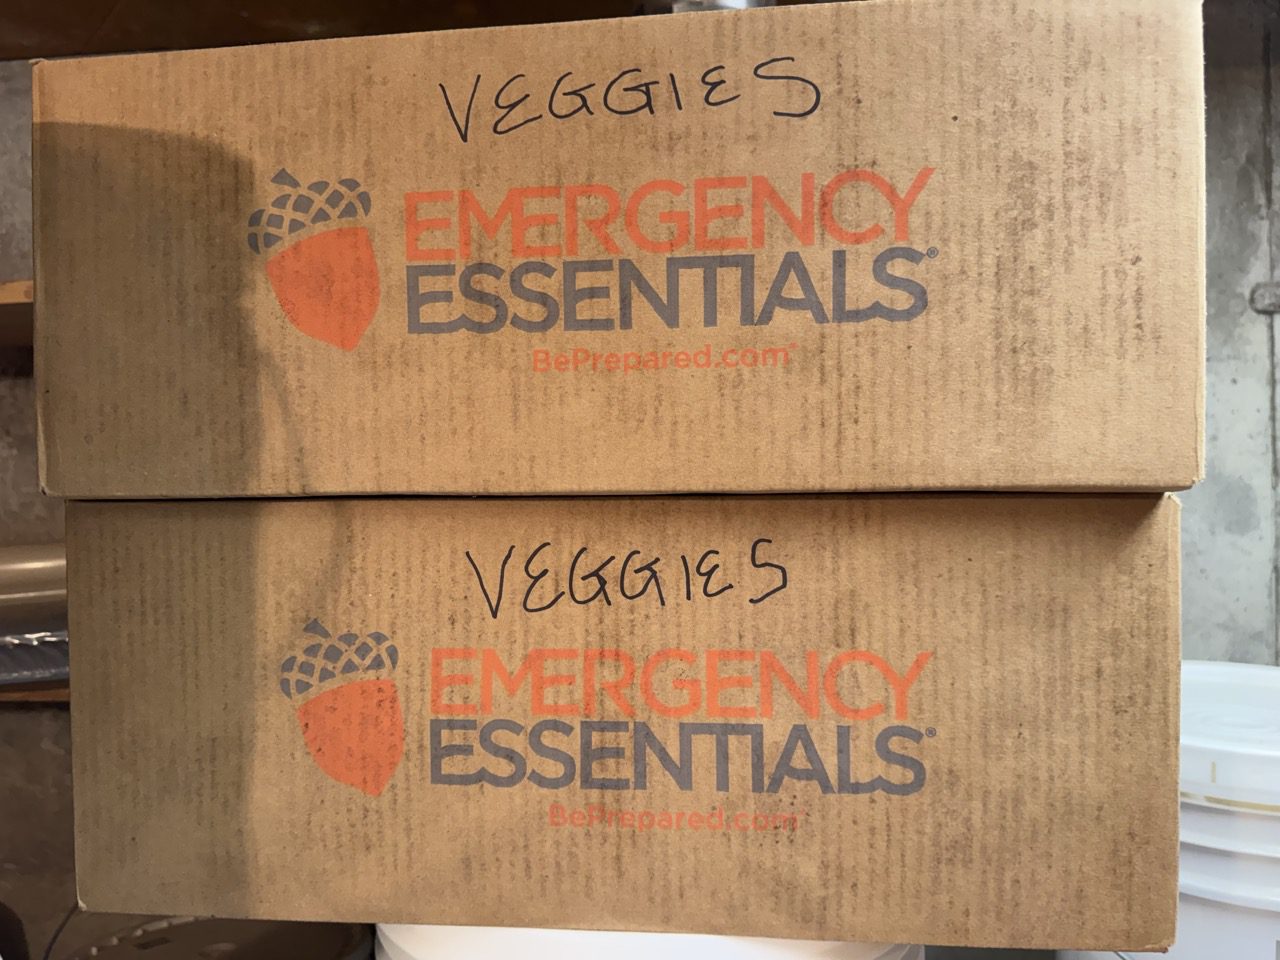 VEGGIES
EMERGENCY
ESSENTIALS®
BePrepared.com®
VEGGIES
EMERGENCY
ESSENTIALS®
BePrepared.com